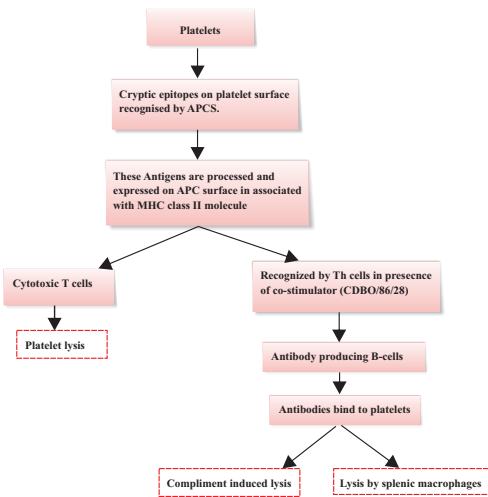 Platelets
Cryptic epitopes on platelet surface
recognised by APCS.
These Antigens are processed and
expressed on APC surface in associated
with MHC class II molecule
Cytotoxic T cells
Platelet lysis
Recognized by Th cells in presecnce
of co-stimulator (CDBO/86/28)
Antibody producing B-cells
Antibodies bind to platelets
Compliment induced lysis
Lysis by splenic macrophages